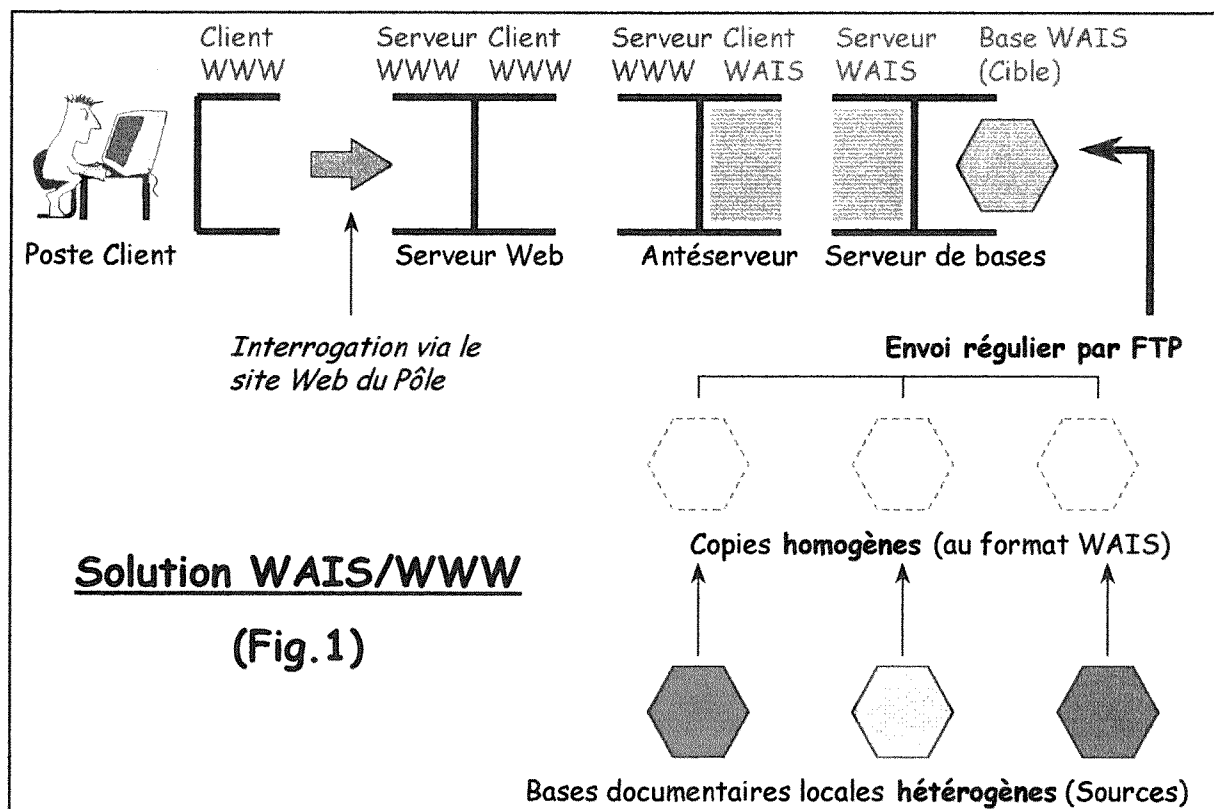 Client WWW
Serveur WWW
Client WWW
Serveur WWW
Client WAIS
Serveur WAIS
Base WAIS (Cible)
Poste Client
Serveur Web
Antéserveur
Serveur de bases
Interrogation via le
site Web du Pôle
Envoi régulier par FTP
Copies homogènes (au format WAIS)
Solution WAIS/WWW
(Fig.1)
Bases documentaires locales hétérogènes (Sources)